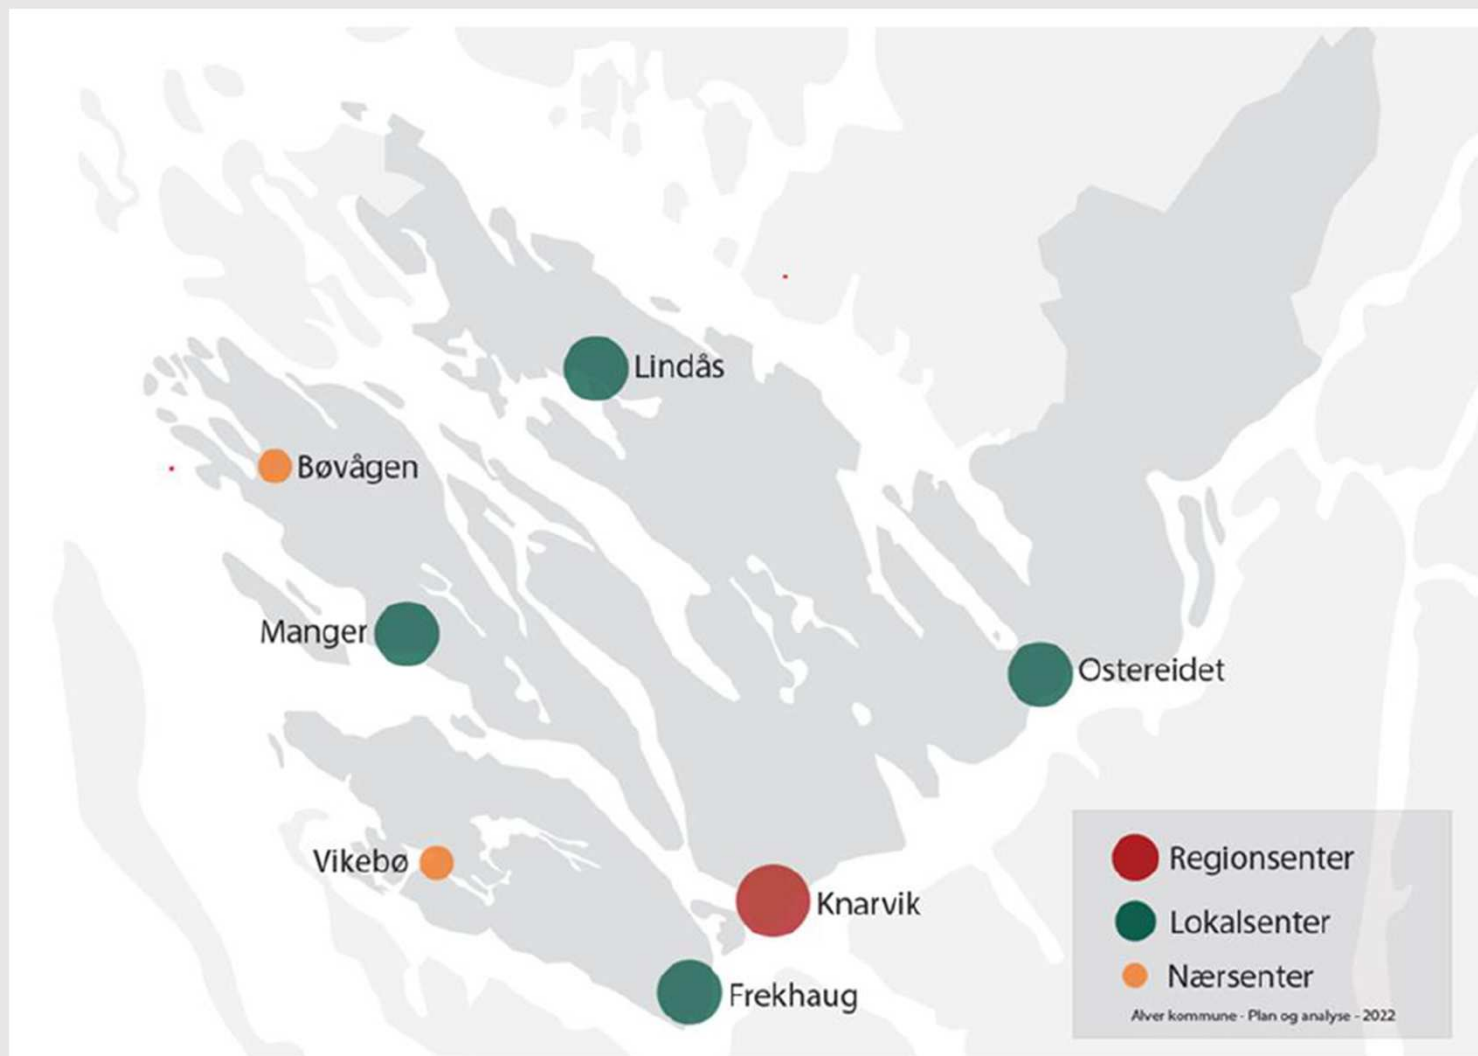 Lindås
Bøvågen
Manger
Ostereidet
Vikebø
Knarvik
Frekhaug
Regionsenter
Lokalsenter
Nærsenter
Alver kommune - Plan og analyse - 2022